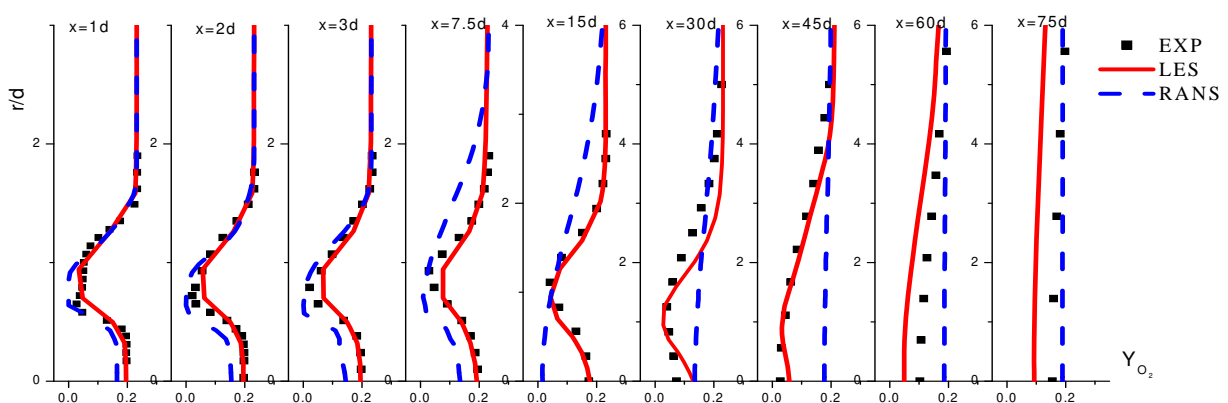 x=1d x=2d x=3d x=7.5d x=15d x=30d x=45d x=60d x=75d
EXP
LES
RANS
r/d
4 6 6 6 6 6
2 2 2 2 4 4 4 4
2 2 2 2 2
0 0 0 0 0 0 0 0 0
Y O2
0.0 0.2 0.0 0.2 0.0 0.2 0.0 0.2 0.0 0.2 0.0 0.2 0.0 0.2 0.0 0.2 0.0 0.2